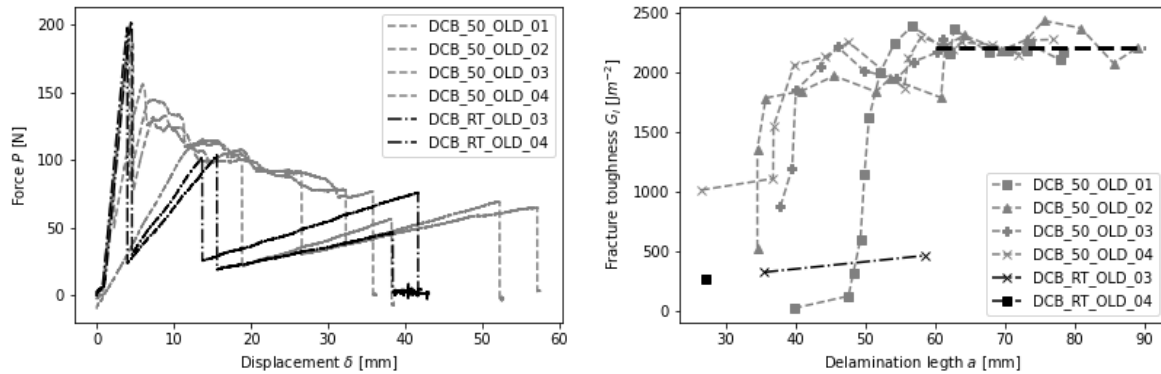 200
150
100
50
0
Force P [N]
0
10
20
30
40
50
60
Displacement δ [mm]
DCB_50_OLD_01
DCB_50_OLD_02
DCB_50_OLD_03
DCB_50_OLD_04
DCB_RT_OLD_03
DCB_RT_OLD_04
2500
2000
1500
1000
500
0
Fracture toughness G_I [Jm⁻²]
30
40
50
60
70
80
90
Delamination legth a [mm]
DCB_50_OLD_01
DCB_50_OLD_02
DCB_50_OLD_03
DCB_50_OLD_04
DCB_RT_OLD_03
DCB_RT_OLD_04